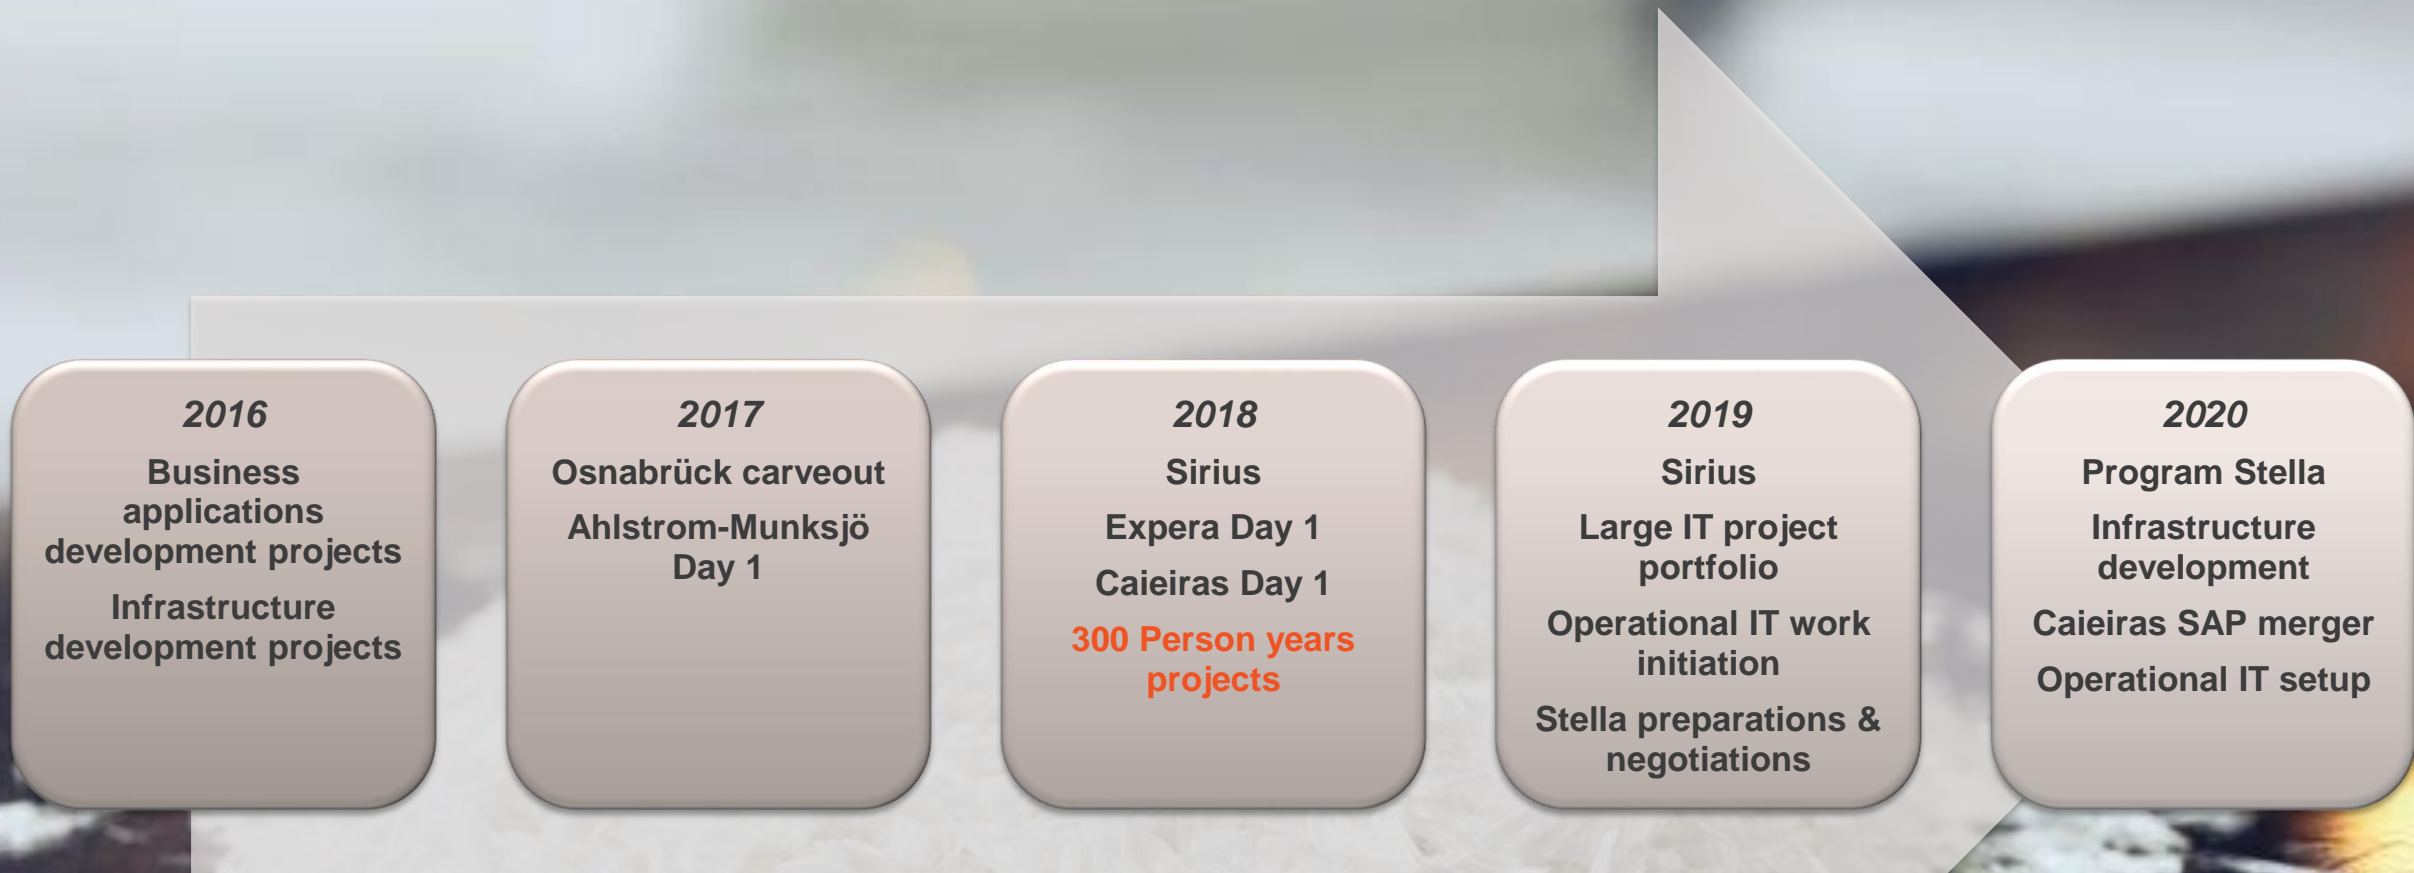 2016
Business
applications
development projects
Infrastructure
development projects
2017
Osnabrück carveout
Ahlstrom-Munksjö
Day 1
2018
Sirius
Expera Day 1
Caieiras Day 1
300 Person years
projects
2019
Sirius
Large IT project
portfolio
Operational IT work
initiation
Stella preparations &
negotiations
2020
Program Stella
Infrastructure
development
Caieiras SAP merger
Operational IT setup